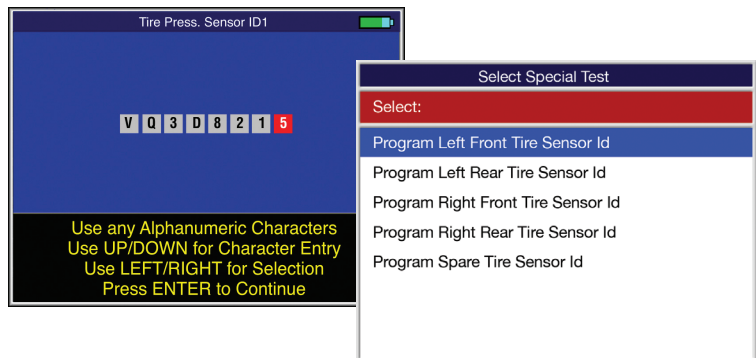 Tire Press. Sensor ID1
V Q 3 D 8 2 1 5
Use any Alphanumeric Characters
Use UP/DOWN for Character Entry
Use LEFT/RIGHT for Selection
Press ENTER to Continue
Select Special Test
Select:
Program Left Front Tire Sensor Id
Program Left Rear Tire Sensor Id
Program Right Front Tire Sensor Id
Program Right Rear Tire Sensor Id
Program Spare Tire Sensor Id